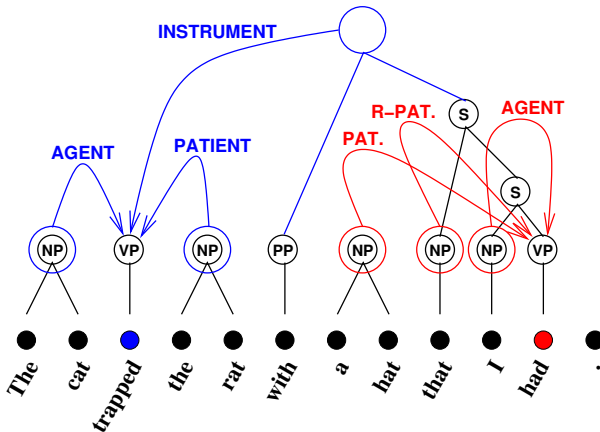 INSTRUMENT
S
R-PAT. AGENT
AGENT PATIENT PAT.
S
NP VP NP PP NP NP NP VP
The cat trapped the rat with a hat that I had .